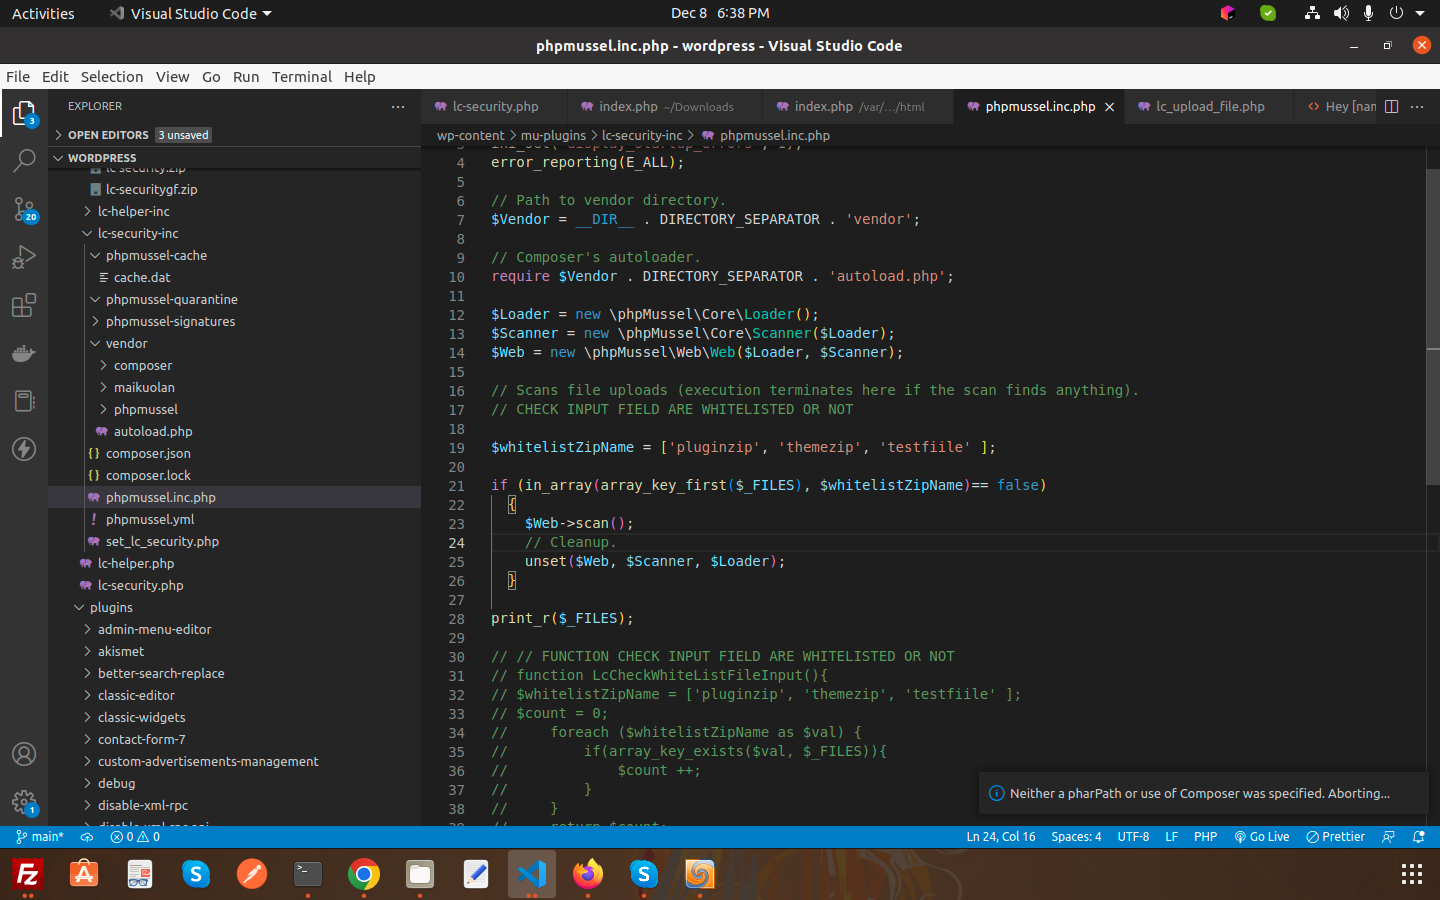 Activities
Visual Studio Code
Dec 8 6:38 PM
phpmussel.inc.php - wordpress - Visual Studio Code
File Edit Selection View Go Run Terminal Help
EXPLORER
lc-security.php
index.php ~/Downloads
index.php /var/.../html
phpmussel.inc.php
lc_upload_file.php
Hey [nan
3
OPEN EDITORS 3 unsaved
wp-content > mu-plugins > lc-security-inc > phpmussel.inc.php
WORDPRESS
lc-security.zip
lc-securitygf.zip
20
lc-helper-inc
lc-security-inc
phpmussel-cache
cache.dat
phpmussel-quarantine
phpmussel-signatures
vendor
composer
maikuolan
phpmussel
autoload.php
composer.json
composer.lock
phpmussel.inc.php
phpmussel.yml
set_lc_security.php
lc-helper.php
lc-security.php
plugins
admin-menu-editor
akismet
better-search-replace
classic-editor
classic-widgets
contact-form-7
custom-advertisements-management
debug
disable-xml-rpc
1
3 ini_set('display_startup_errors', 1);
4 error_reporting(E_ALL);
5
6 // Path to vendor directory.
7 $Vendor = __DIR__ . DIRECTORY_SEPARATOR . 'vendor';
8
9 // Composer's autoloader.
10 require $Vendor . DIRECTORY_SEPARATOR . 'autoload.php';
11
12 $Loader = new \phpMussel\Core\Loader();
13 $Scanner = new \phpMussel\Core\Scanner($Loader);
14 $Web = new \phpMussel\Web\Web($Loader, $Scanner);
15
16 // Scans file uploads (execution terminates here if the scan finds anything).
17 // CHECK INPUT FIELD ARE WHITELISTED OR NOT
18
19 $whitelistZipName = ['pluginzip', 'themezip', 'testfiile' ];
20
21 if (in_array(array_key_first($_FILES), $whitelistZipName)== false)
22 {
23 $Web->scan();
24 // Cleanup.
25 unset($Web, $Scanner, $Loader);
26 }
27
28 print_r($_FILES);
29
30 // // FUNCTION CHECK INPUT FIELD ARE WHITELISTED OR NOT
31 // function LcCheckWhiteListFileInput(){
32 // $whitelistZipName = ['pluginzip', 'themezip', 'testfiile' ];
33 // $count = 0;
34 // foreach ($whitelistZipName as $val) {
35 // if(array_key_exists($val, $_FILES)){
36 // $count ++;
37 // }
38 // }
39 // return $count;
Neither a pharPath or use of Composer was specified. Aborting...
main* 0 0 Ln 24, Col 16 Spaces: 4 UTF-8 LF PHP Go Live Prettier